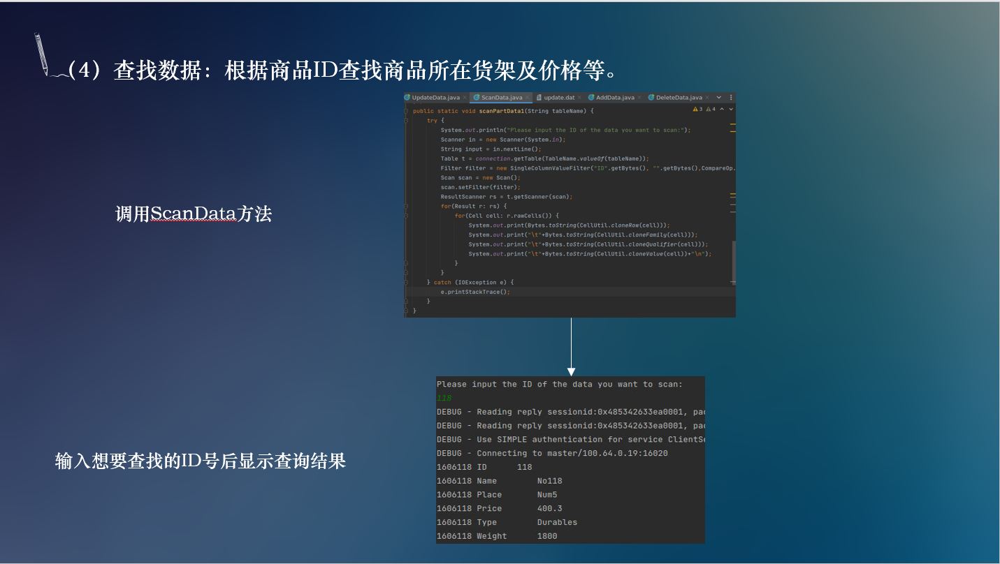 （4）查找数据：根据商品ID查找商品所在货架及价格等。
UpdateData.java ScanData.java update.dat AddData.java DeleteData.java
public static void scanPartData1(String tableName) {
3 4
try {
System.out.println("Please input the ID of the data you want to scan:");
Scanner in = new Scanner(System.in);
String input = in.nextLine();
Table t = connection.getTable(TableName.valueOf(tableName));
Filter filter = new SingleColumnValueFilter("ID".getBytes(), "".getBytes(),CompareOp.
Scan scan = new Scan();
scan.setFilter(filter);
ResultScanner rs = t.getScanner(scan);
for(Result r: rs) {
for(Cell cell: r.rawCells()) {
System.out.print(Bytes.toString(CellUtil.cloneRow(cell)));
System.out.print("\t"+Bytes.toString(CellUtil.cloneFamily(cell)));
System.out.print("\t"+Bytes.toString(CellUtil.cloneQualifier(cell)));
System.out.print("\t"+Bytes.toString(CellUtil.cloneValue(cell))+"\n");
}
}
} catch (IOException e) {
e.printStackTrace();
}
}
调用ScanData方法
Please input the ID of the data you want to scan:
118
DEBUG - Reading reply sessionid:0x485342633ea0001, pac
DEBUG - Reading reply sessionid:0x485342633ea0001, pac
DEBUG - Use SIMPLE authentication for service ClientSe
DEBUG - Connecting to master/100.64.0.19:16020
1606118 ID 118
1606118 Name No118
1606118 Place Num5
1606118 Price 400.3
1606118 Type Durables
1606118 Weight 1800
输入想要查找的ID号后显示查询结果